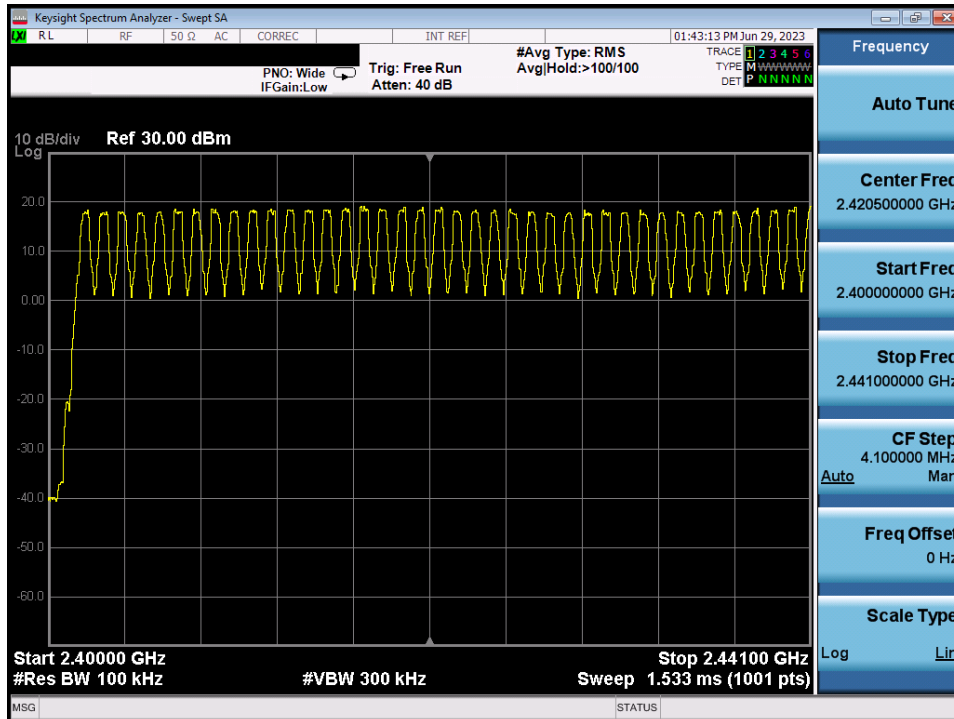 Keysight Spectrum Analyzer - Swept SA
LXI RL RF 50 Ω AC CORREC INT REF 01:43:13 PM Jun 29, 2023
PNO: Wide
IFGain:Low
Trig: Free Run
Atten: 40 dB
#Avg Type: RMS
Avg|Hold:>100/100
TRACE 1 2 3 4 5 6
TYPE M W W W W W
DET P N N N N N
10 dB/div Ref 30.00 dBm
Log
20.0
10.0
0.00
-10.0
-20.0
-30.0
-40.0
-50.0
-60.0
Start 2.40000 GHz Stop 2.44100 GHz
#Res BW 100 kHz #VBW 300 kHz Sweep 1.533 ms (1001 pts)
MSG STATUS
Frequency
Auto Tune
Center Freq
2.420500000 GHz
Start Freq
2.400000000 GHz
Stop Freq
2.441000000 GHz
CF Step
4.100000 MHz
Auto Man
Freq Offset
0 Hz
Scale Type
Log Lin